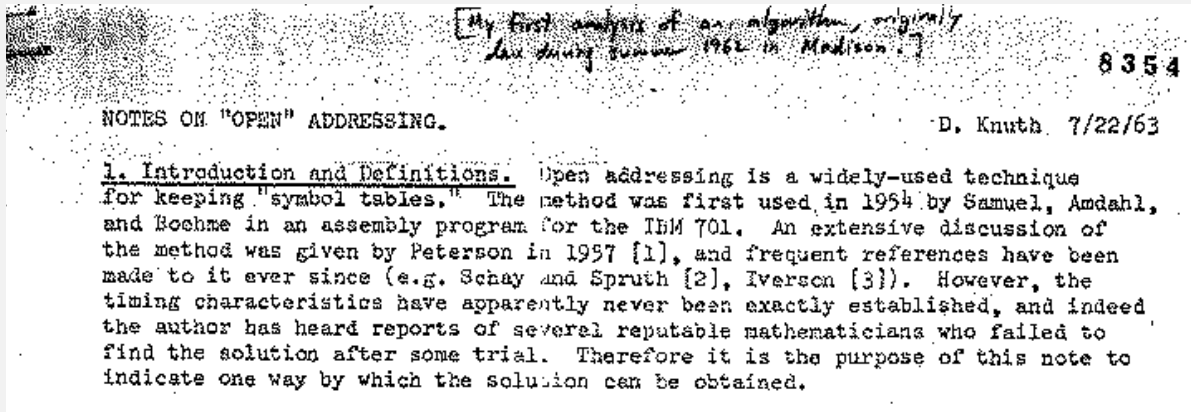 [My first analysis of an algorithm, originally
done during summer 1962 in Madison.]
8354
NOTES ON "OPEN" ADDRESSING.
D. Knuth 7/22/63
1. Introduction and Definitions. Open addressing is a widely-used technique
for keeping "symbol tables." The method was first used in 1954 by Samuel, Amdahl,
and Boehme in an assembly program for the IBM 701. An extensive discussion of
the method was given by Peterson in 1957 [1], and frequent references have been
made to it ever since (e.g. Schay and Spruth [2], Iverson [3]). However, the
timing characteristics have apparently never been exactly established, and indeed
the author has heard reports of several reputable mathematicians who failed to
find the solution after some trial. Therefore it is the purpose of this note to
indicate one way by which the solution can be obtained.